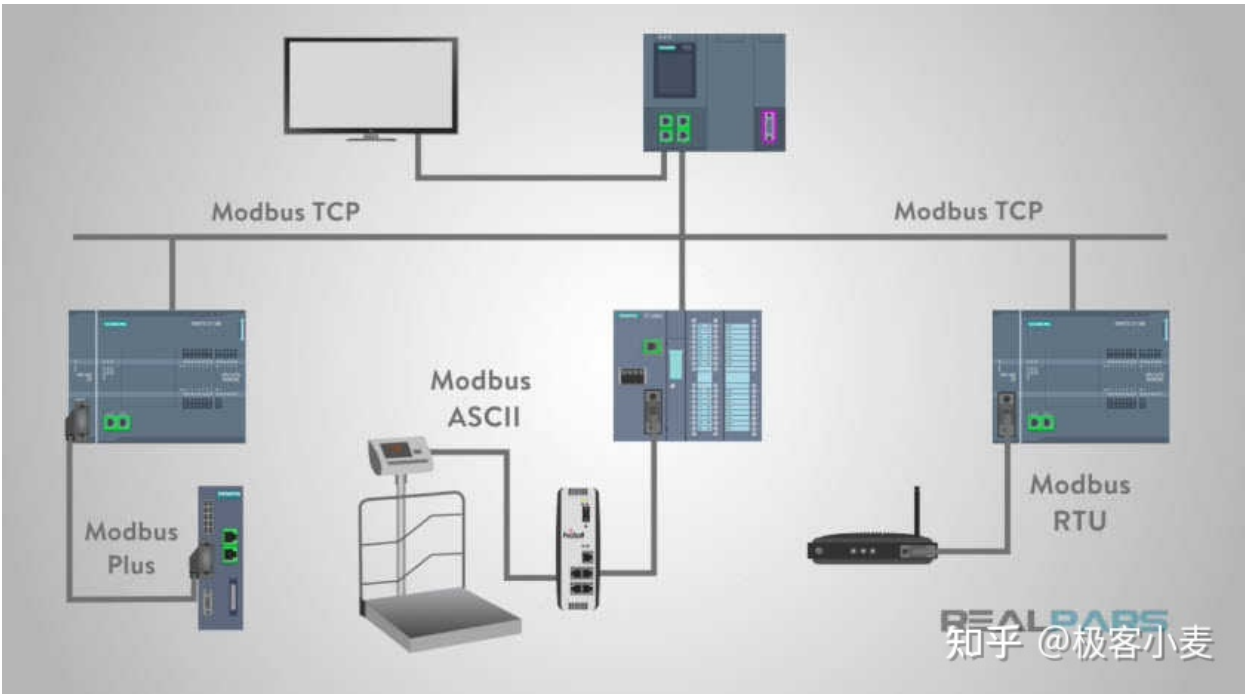 Modbus TCP
Modbus TCP
Modbus
ASCII
Modbus
RTU
Modbus
Plus
REALPARS
知乎 @极客小麦